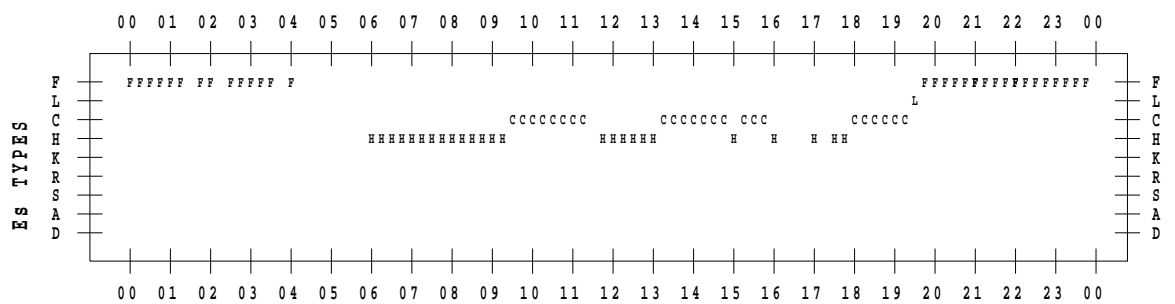 00 01 02 03 04 05 06 07 08 09 10 11 12 13 14 15 16 17 18 19 20 21 22 23 00
Es TYPES
F FFFFFF FF FFFFF F FFFFFFFFFFFFFFFFF F
L L L
C CCCCCCCC CCCCCCC CCC CCCCCC C
H HHHHHHHHHHHHHH HHHHHH H H H HH H
K K
R R
S S
A A
D D
00 01 02 03 04 05 06 07 08 09 10 11 12 13 14 15 16 17 18 19 20 21 22 23 00